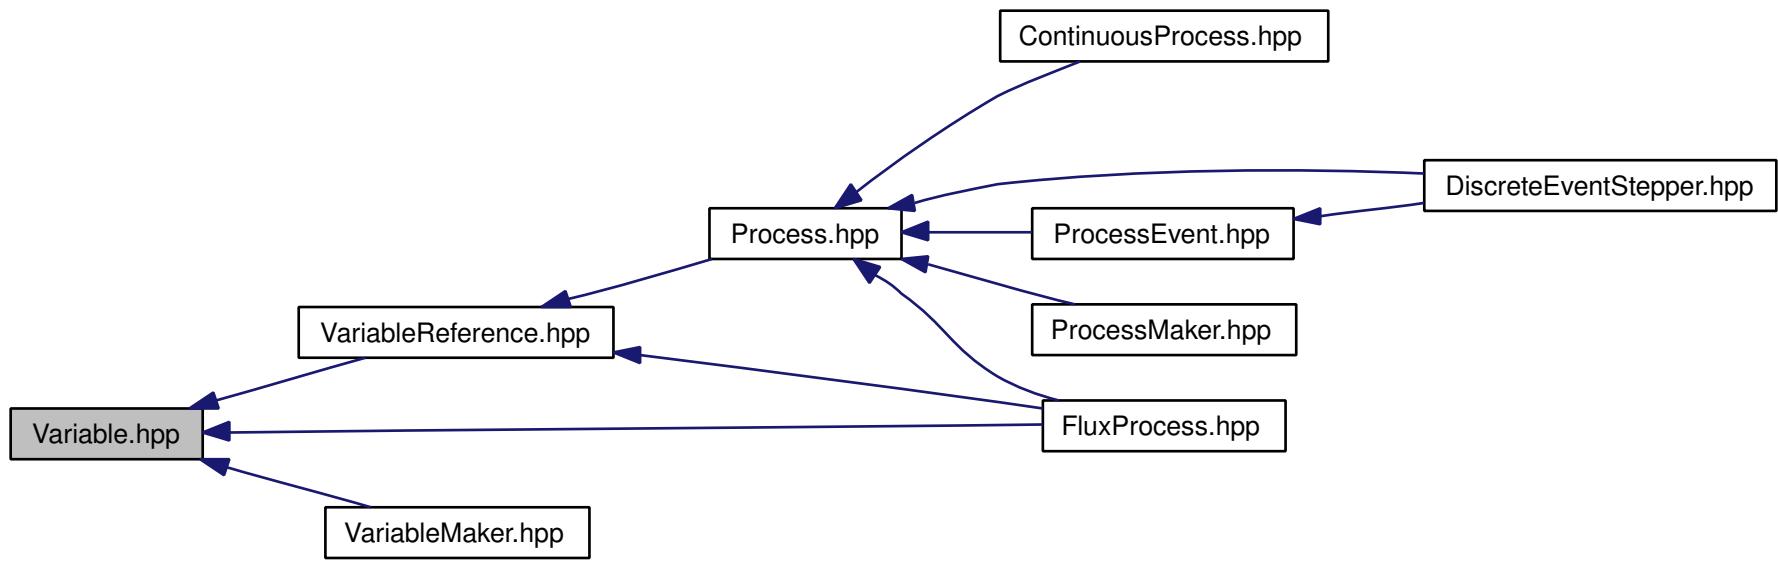 ContinuousProcess.hpp
DiscreteEventStepper.hpp
Process.hpp
ProcessEvent.hpp
VariableReference.hpp
ProcessMaker.hpp
Variable.hpp
FluxProcess.hpp
VariableMaker.hpp